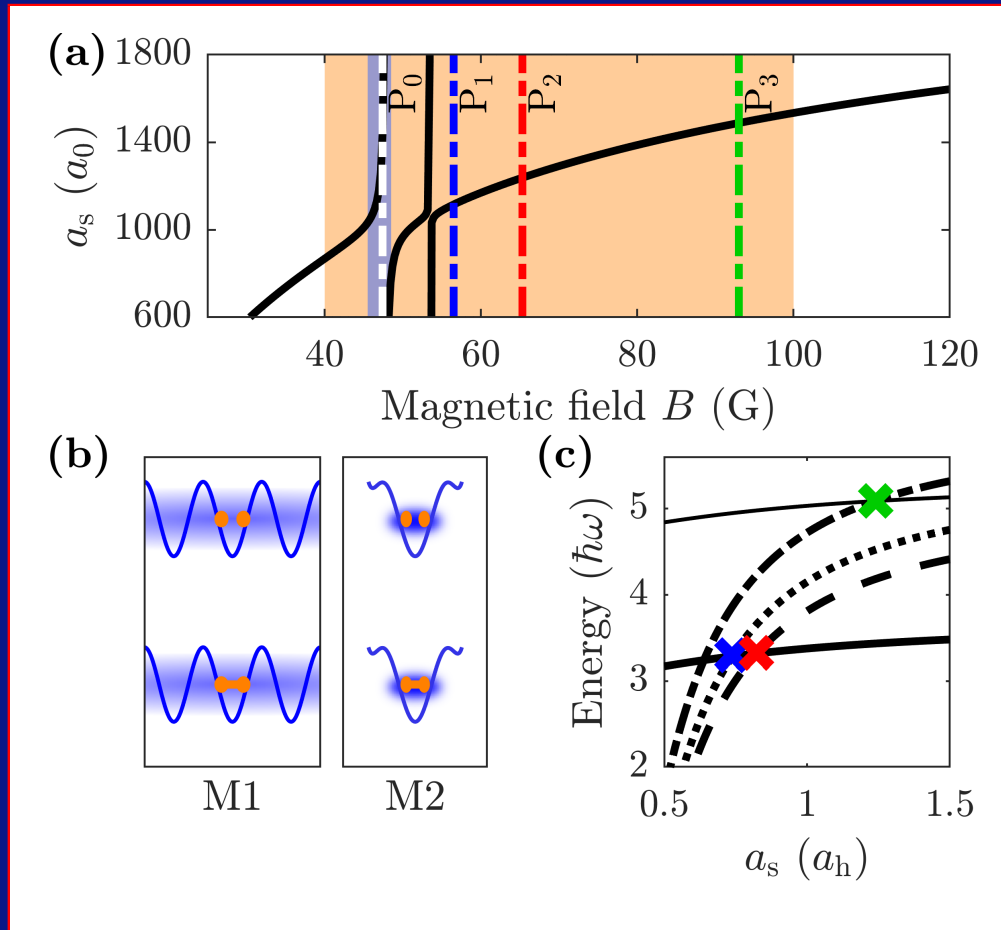 (a)
1800
1400
1000
600
a_s (a_0)
P_0
P_1
P_2
P_3
40
60
80
100
120
Magnetic field B (G)
(b)
M1
M2
(c)
5
4
3
2
Energy (ħω)
0.5
1
1.5
a_s (a_h)